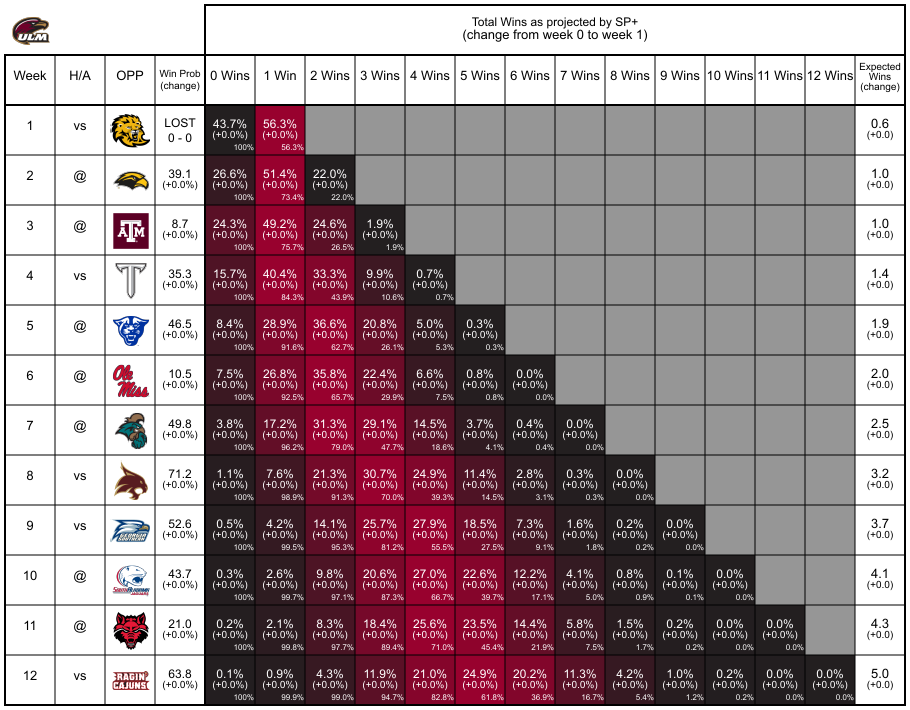 ULM
Total Wins as projected by SP+
(change from week 0 to week 1)
Week H/A OPP Win Prob (change) 0 Wins 1 Win 2 Wins 3 Wins 4 Wins 5 Wins 6 Wins 7 Wins 8 Wins 9 Wins 10 Wins 11 Wins 12 Wins Expected Wins (change)
1 vs LOST 43.7% 56.3% 0.6
0 - 0 (+0.0%) (+0.0%) (+0.0)
100% 56.3%
2 @ 39.1 26.6% 51.4% 22.0% 1.0
(+0.0%) (+0.0%) (+0.0%) (+0.0%) (+0.0)
100% 73.4% 22.0%
3 @ ATM 8.7 24.3% 49.2% 24.6% 1.9% 1.0
(+0.0%) (+0.0%) (+0.0%) (+0.0%) (+0.0%) (+0.0)
100% 75.7% 26.5% 1.9%
4 vs T 35.3 15.7% 40.4% 33.3% 9.9% 0.7% 1.4
(+0.0%) (+0.0%) (+0.0%) (+0.0%) (+0.0%) (+0.0%) (+0.0)
100% 84.3% 43.9% 10.6% 0.7%
5 @ 46.5 8.4% 28.9% 36.6% 20.8% 5.0% 0.3% 1.9
(+0.0%) (+0.0%) (+0.0%) (+0.0%) (+0.0%) (+0.0%) (+0.0%) (+0.0)
100% 91.6% 62.7% 26.1% 5.3% 0.3%
6 @ Ole Miss 10.5 7.5% 26.8% 35.8% 22.4% 6.6% 0.8% 0.0% 2.0
(+0.0%) (+0.0%) (+0.0%) (+0.0%) (+0.0%) (+0.0%) (+0.0%) (+0.0%) (+0.0)
100% 92.5% 65.7% 29.9% 7.5% 0.8% 0.0%
7 @ 49.8 3.8% 17.2% 31.3% 29.1% 14.5% 3.7% 0.4% 0.0% 2.5
(+0.0%) (+0.0%) (+0.0%) (+0.0%) (+0.0%) (+0.0%) (+0.0%) (+0.0%) (+0.0%) (+0.0)
100% 96.2% 79.0% 47.7% 18.6% 4.1% 0.4% 0.0%
8 vs 71.2 1.1% 7.6% 21.3% 30.7% 24.9% 11.4% 2.8% 0.3% 0.0% 3.2
(+0.0%) (+0.0%) (+0.0%) (+0.0%) (+0.0%) (+0.0%) (+0.0%) (+0.0%) (+0.0%) (+0.0%) (+0.0)
100% 98.9% 91.3% 70.0% 39.3% 14.5% 3.1% 0.3% 0.0%
9 vs GEORGIA SOUTHERN 52.6 0.5% 4.2% 14.1% 25.7% 27.9% 18.5% 7.3% 1.6% 0.2% 0.0% 3.7
(+0.0%) (+0.0%) (+0.0%) (+0.0%) (+0.0%) (+0.0%) (+0.0%) (+0.0%) (+0.0%) (+0.0%) (+0.0%) (+0.0)
100% 99.5% 95.3% 81.2% 55.5% 27.5% 9.1% 1.8% 0.2% 0.0%
10 @ SOUTH ALABAMA JAGUARS 43.7 0.3% 2.6% 9.8% 20.6% 27.0% 22.6% 12.2% 4.1% 0.8% 0.1% 0.0% 4.1
(+0.0%) (+0.0%) (+0.0%) (+0.0%) (+0.0%) (+0.0%) (+0.0%) (+0.0%) (+0.0%) (+0.0%) (+0.0%) (+0.0%) (+0.0)
100% 99.7% 97.1% 87.3% 66.7% 39.7% 17.1% 5.0% 0.9% 0.1% 0.0%
11 @ 21.0 0.2% 2.1% 8.3% 18.4% 25.6% 23.5% 14.4% 5.8% 1.5% 0.2% 0.0% 0.0% 4.3
(+0.0%) (+0.0%) (+0.0%) (+0.0%) (+0.0%) (+0.0%) (+0.0%) (+0.0%) (+0.0%) (+0.0%) (+0.0%) (+0.0%) (+0.0%) (+0.0)
100% 99.8% 97.7% 89.4% 71.0% 45.4% 21.9% 7.5% 1.7% 0.2% 0.0% 0.0%
12 vs RAGIN' CAJUNS 63.8 0.1% 0.9% 4.3% 11.9% 21.0% 24.9% 20.2% 11.3% 4.2% 1.0% 0.2% 0.0% 0.0% 5.0
(+0.0%) (+0.0%) (+0.0%) (+0.0%) (+0.0%) (+0.0%) (+0.0%) (+0.0%) (+0.0%) (+0.0%) (+0.0%) (+0.0%) (+0.0%) (+0.0%) (+0.0)
100% 99.9% 99.0% 94.7% 82.8% 61.8% 36.9% 16.7% 5.4% 1.2% 0.2% 0.0% 0.0%